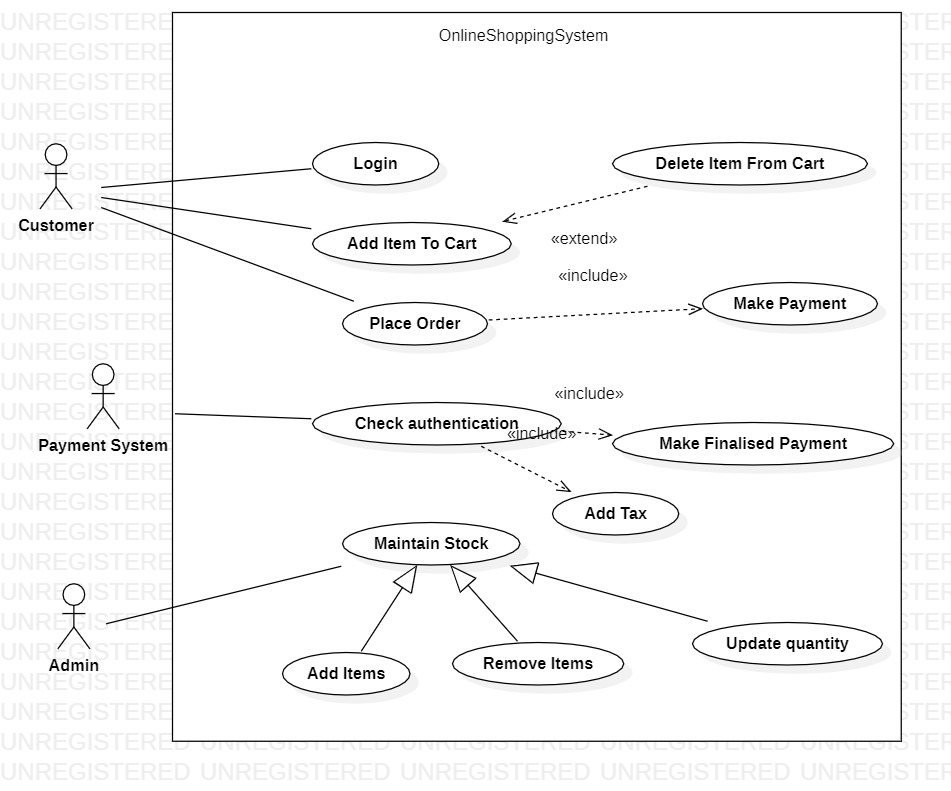 OnlineShoppingSystem
Login
Delete Item From Cart
Customer
Add Item To Cart
«extend»
«include»
Make Payment
Place Order
«include»
Check authentication
«include»
Make Finalised Payment
Payment System
Add Tax
Maintain Stock
Update quantity
Admin
Add Items
Remove Items
UNREGISTERED UNREGISTERED UNREGISTERED UNREGISTERED UNREGISTERED